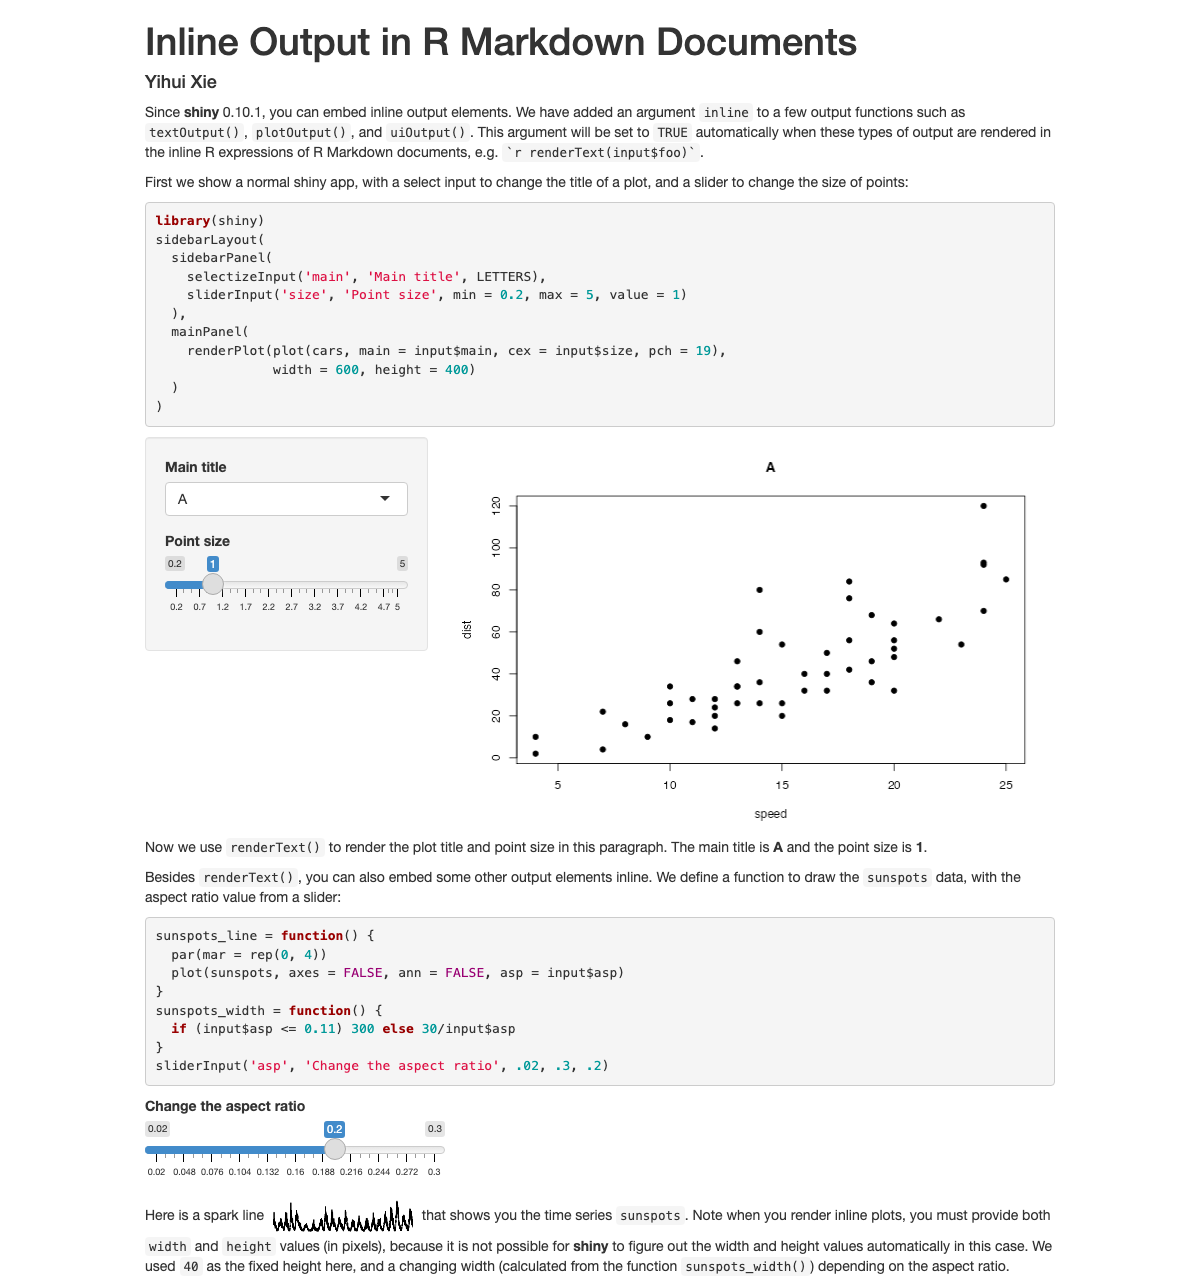 Inline Output in R Markdown Documents
Yihui Xie
Since shiny 0.10.1, you can embed inline output elements. We have added an argument inline to a few output functions such as
textOutput(), plotOutput(), and uiOutput(). This argument will be set to TRUE automatically when these types of output are rendered in
the inline R expressions of R Markdown documents, e.g. `r renderText(input$foo)`.
First we show a normal shiny app, with a select input to change the title of a plot, and a slider to change the size of points:
library(shiny)
sidebarLayout(
  sidebarPanel(
    selectizeInput('main', 'Main title', LETTERS),
    sliderInput('size', 'Point size', min = 0.2, max = 5, value = 1)
  ),
  mainPanel(
    renderPlot(plot(cars, main = input$main, cex = input$size, pch = 19),
               width = 600, height = 400)
  )
)
Main title
A
Point size
0.2 1 5
0.2 0.7 1.2 1.7 2.2 2.7 3.2 3.7 4.2 4.7 5
A
120
100
80
60
40
20
0
dist
5 10 15 20 25
speed
Now we use renderText() to render the plot title and point size in this paragraph. The main title is A and the point size is 1.
Besides renderText(), you can also embed some other output elements inline. We define a function to draw the sunspots data, with the
aspect ratio value from a slider:
sunspots_line = function() {
  par(mar = rep(0, 4))
  plot(sunspots, axes = FALSE, ann = FALSE, asp = input$asp)
}
sunspots_width = function() {
  if (input$asp <= 0.11) 300 else 30/input$asp
}
sliderInput('asp', 'Change the aspect ratio', .02, .3, .2)
Change the aspect ratio
0.02 0.2 0.3
0.02 0.048 0.076 0.104 0.132 0.16 0.188 0.216 0.244 0.272 0.3
Here is a spark line that shows you the time series sunspots. Note when you render inline plots, you must provide both
width and height values (in pixels), because it is not possible for shiny to figure out the width and height values automatically in this case. We
used 40 as the fixed height here, and a changing width (calculated from the function sunspots_width()) depending on the aspect ratio.